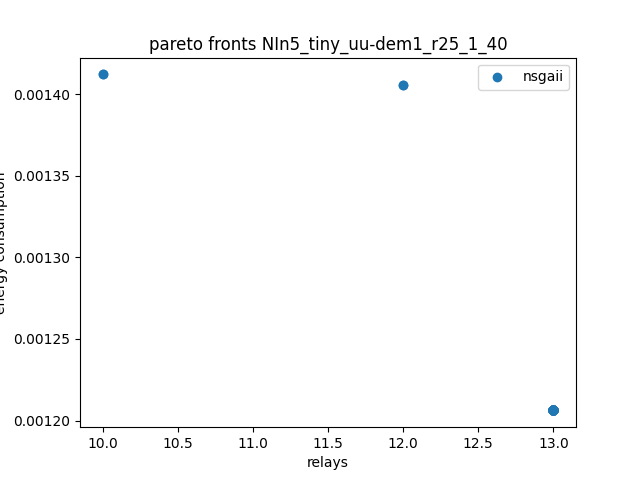 pareto fronts NIn5_tiny_uu-dem1_r25_1_40
nsgaii
0.00140
0.00135
0.00130
0.00125
0.00120
energy consumption
10.0 10.5 11.0 11.5 12.0 12.5 13.0
relays